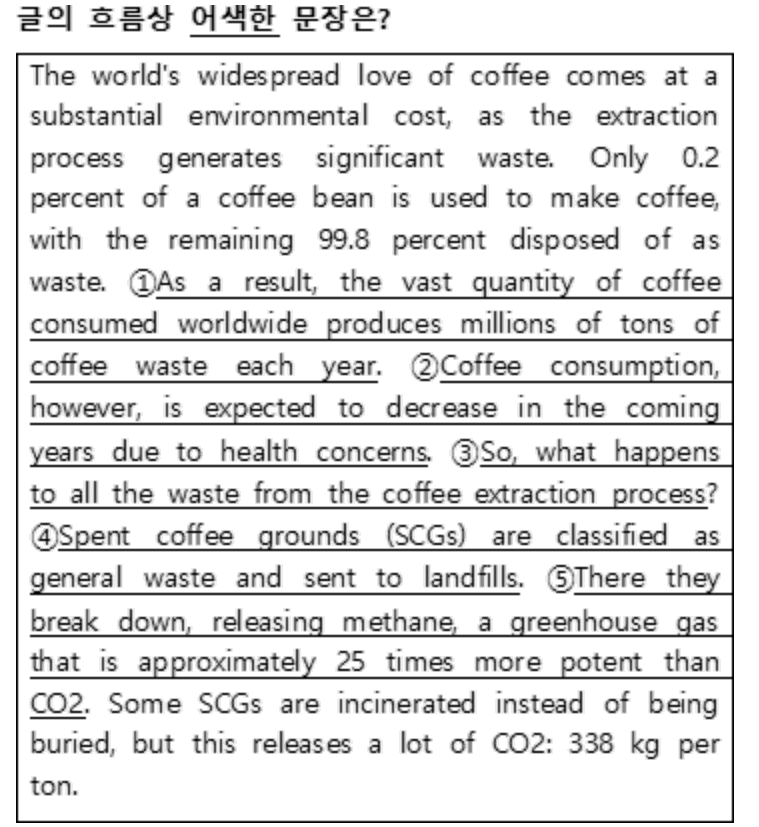 글의 흐름상 어색한 문장은?
The world's widespread love of coffee comes at a
substantial environmental cost, as the extraction
process generates significant waste. Only 0.2
percent of a coffee bean is used to make coffee,
with the remaining 99.8 percent disposed of as
waste. ①As a result, the vast quantity of coffee
consumed worldwide produces millions of tons of
coffee waste each year. ②Coffee consumption,
however, is expected to decrease in the coming
years due to health concerns. ③So, what happens
to all the waste from the coffee extraction process?
④Spent coffee grounds (SCGs) are classified as
general waste and sent to landfills. ⑤There they
break down, releasing methane, a greenhouse gas
that is approximately 25 times more potent than
CO2. Some SCGs are incinerated instead of being
buried, but this releases a lot of CO2: 338 kg per
ton.